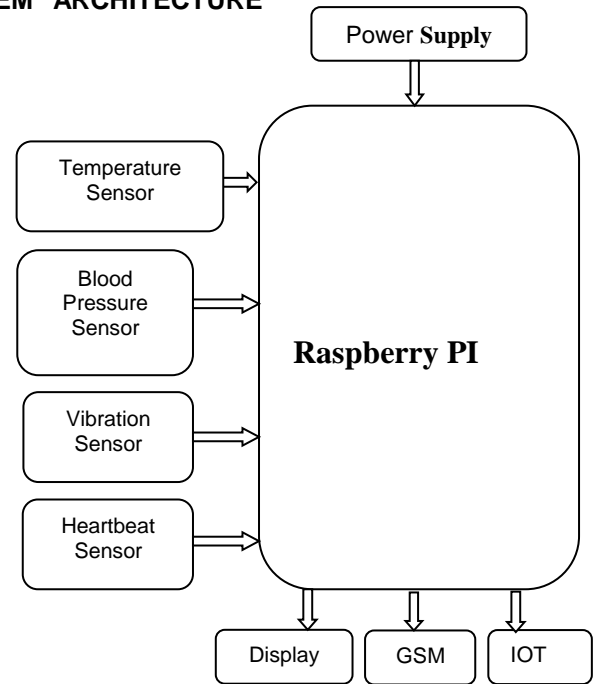 EM ARCHITECTURE
Power Supply
Temperature
Sensor
Blood
Pressure
Sensor
Raspberry PI
Vibration
Sensor
Heartbeat
Sensor
Display
GSM
IOT